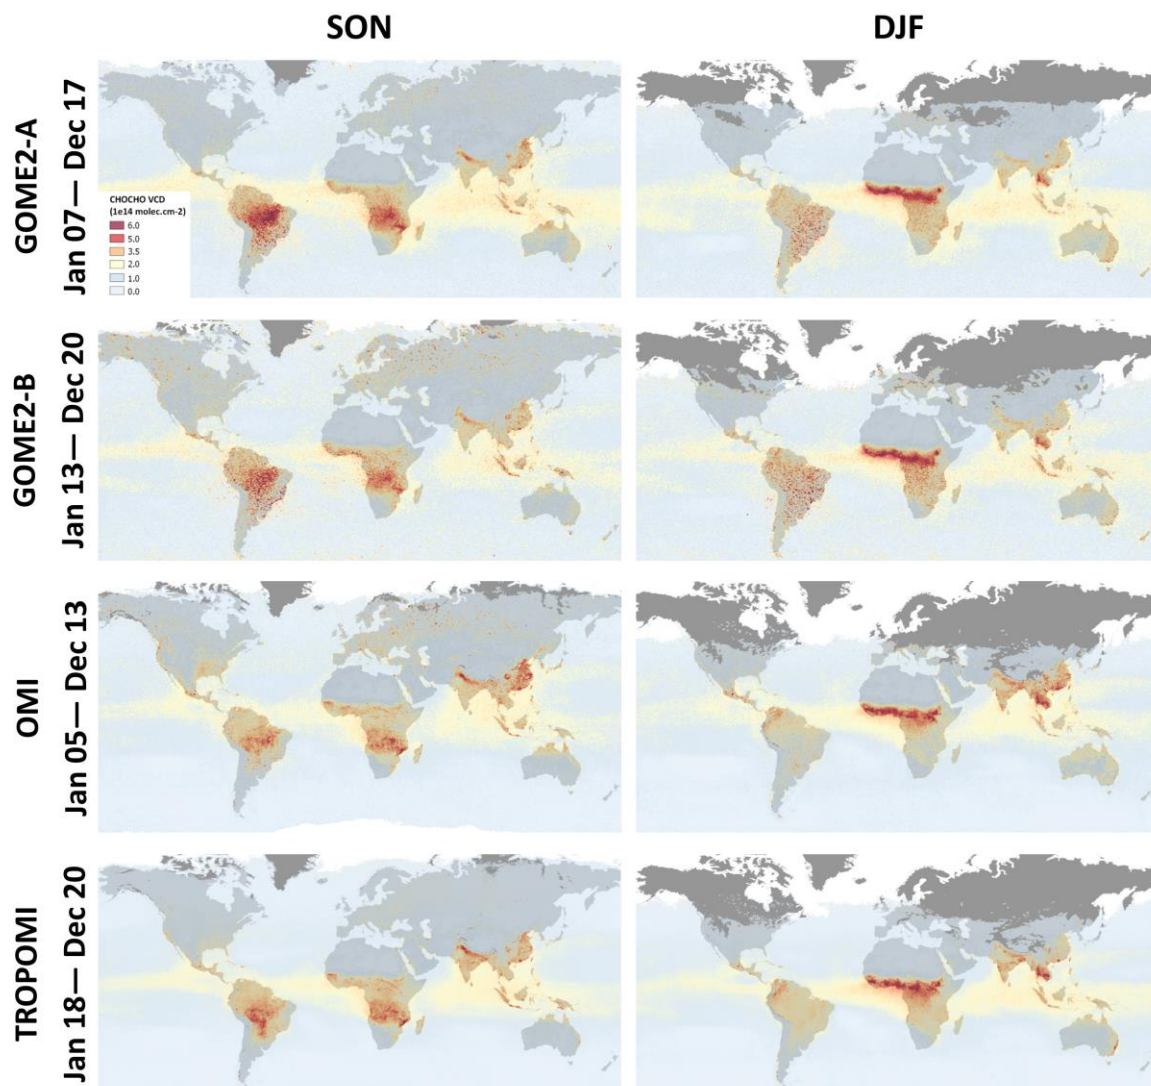 SON
DJF
GOME2-A
Jan 07— Dec 17
CHOCHO VCD
(1e14 molec.cm-2)
6.0
5.0
3.5
2.0
1.0
0.0
GOME2-B
Jan 13— Dec 20
OMI
Jan 05— Dec 13
TROPOMI
Jan 18— Dec 20